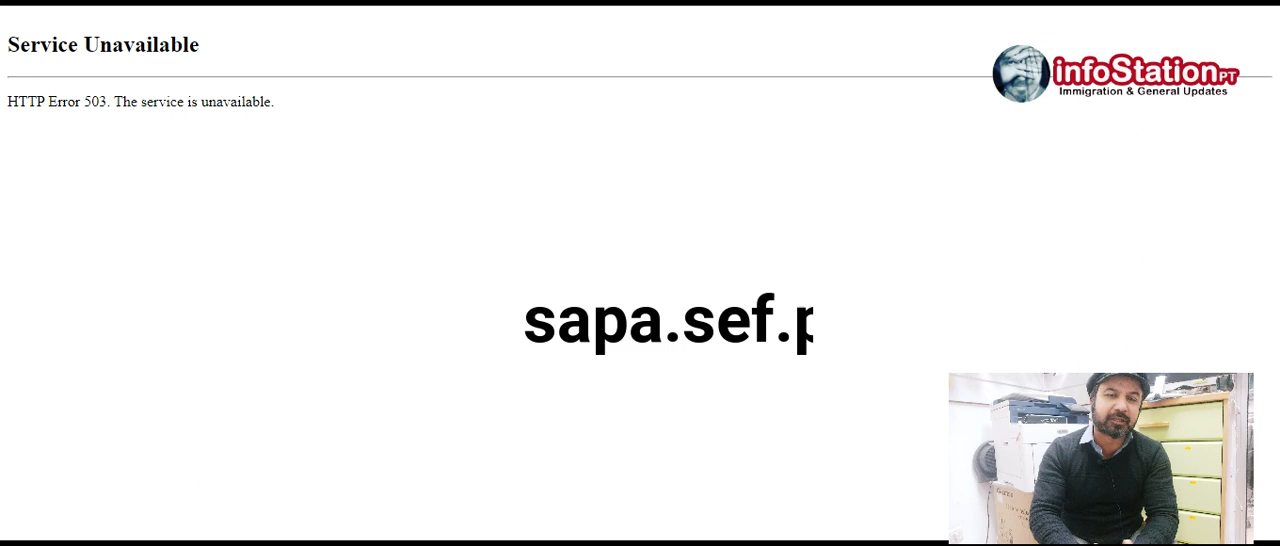 Service Unavailable
infoStationPT
Immigration & General Updates
HTTP Error 503. The service is unavailable.
sapa.sef.p